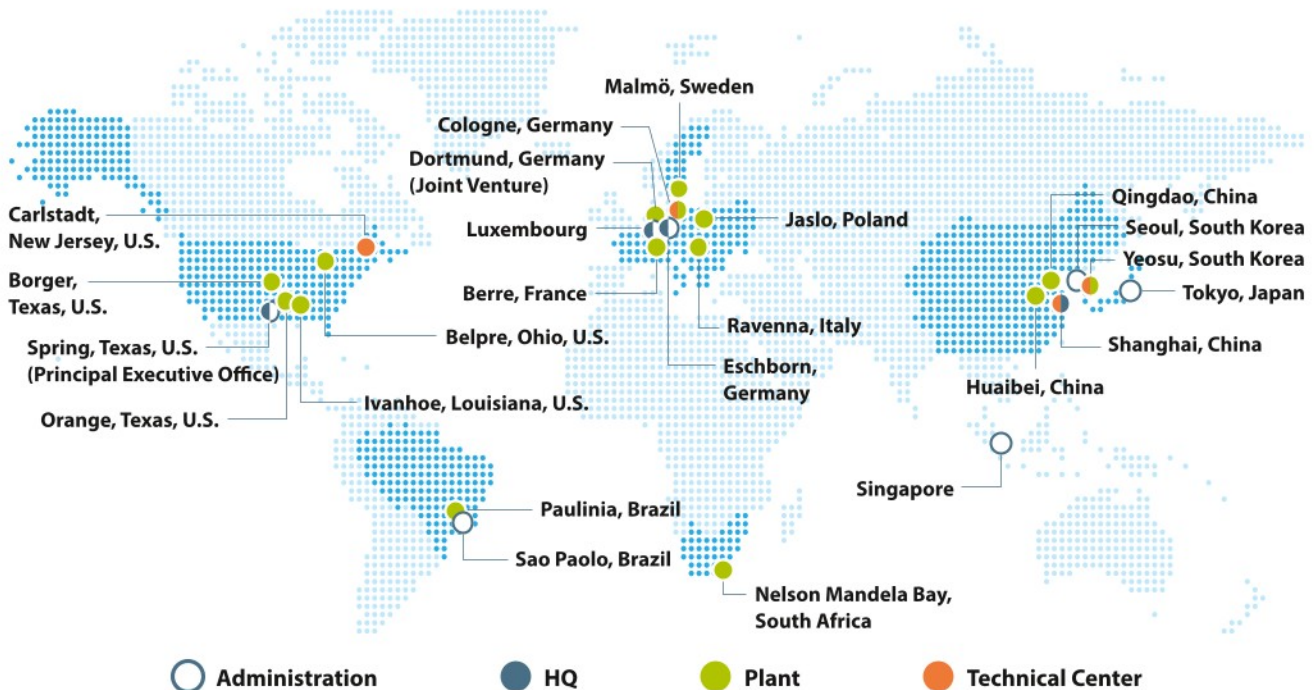 Malmö, Sweden
Cologne, Germany
Dortmund, Germany
(Joint Venture)
Carlstadt,
New Jersey, U.S.
Luxembourg
Jaslo, Poland
Qingdao, China
Seoul, South Korea
Yeosu, South Korea
Borger,
Texas, U.S.
Berre, France
Tokyo, Japan
Spring, Texas, U.S.
(Principal Executive Office)
Belpre, Ohio, U.S.
Ravenna, Italy
Shanghai, China
Eschborn,
Germany
Huaibei, China
Orange, Texas, U.S.
Ivanhoe, Louisiana, U.S.
Singapore
Paulinia, Brazil
Sao Paolo, Brazil
Nelson Mandela Bay,
South Africa
Administration
HQ
Plant
Technical Center